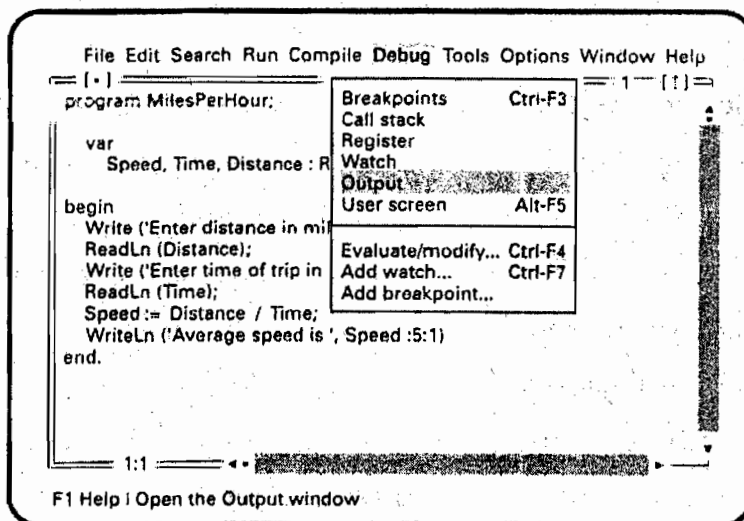 File Edit Search Run Compile Debug Tools Options Window Help
[•] 1 [↑]
program MilesPerHour;
var
Speed, Time, Distance : R
begin
Write ('Enter distance in mil
ReadLn (Distance);
Write ('Enter time of trip in
ReadLn (Time);
Speed := Distance / Time;
WriteLn ('Average speed is ', Speed :5:1)
end.
Breakpoints Ctrl-F3
Call stack
Register
Watch
Output
User screen Alt-F5
Evaluate/modify... Ctrl-F4
Add watch... Ctrl-F7
Add breakpoint...
1:1
F1 Help | Open the Output window